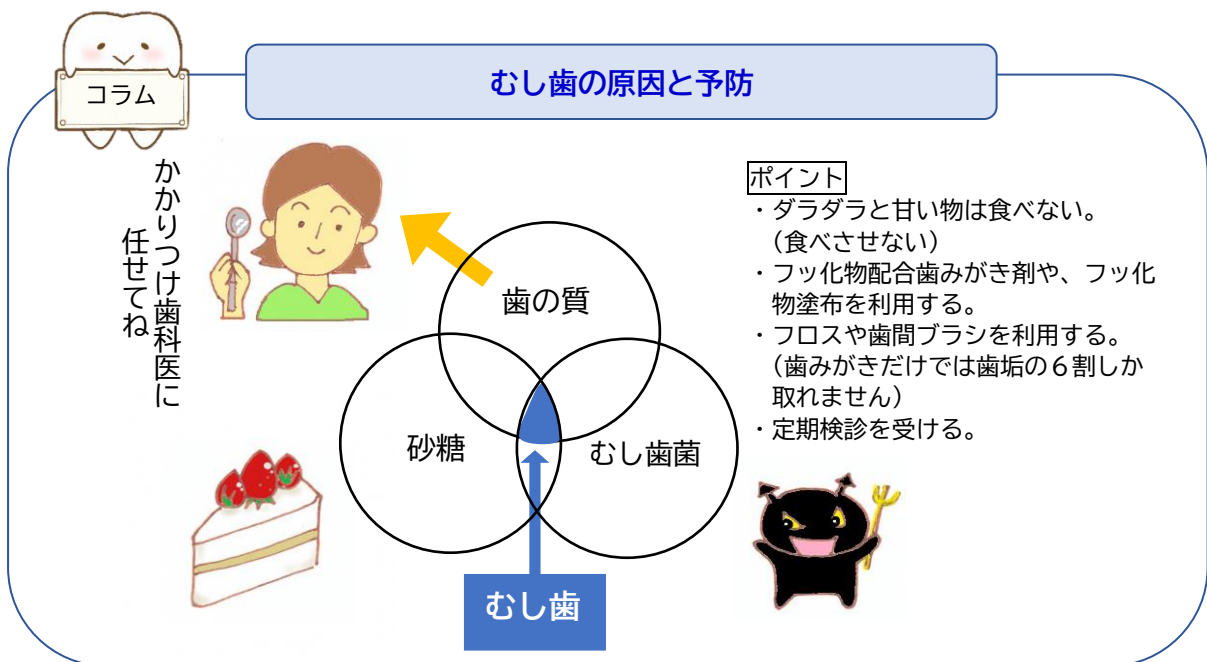 コラム
むし歯の原因と予防
かかりつけ歯科医に
任せてね
歯の質
砂糖
むし歯菌
むし歯
ポイント
・ダラダラと甘い物は食べない。
（食べさせない）
・フッ化物配合歯みがき剤や、フッ化
物塗布を利用する。
・フロスや歯間ブラシを利用する。
（歯みがきだけでは歯垢の６割しか
取れません）
・定期検診を受ける。